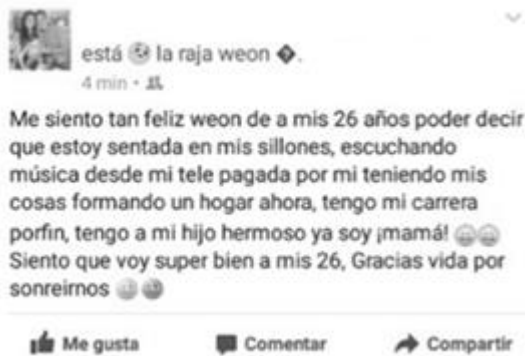 está 😏 la raja weon �.
4 min •
Me siento tan feliz weon de a mis 26 años poder decir
que estoy sentada en mis sillones, escuchando
música desde mi tele pagada por mi teniendo mis
cosas formando un hogar ahora, tengo mi carrera
porfin, tengo a mi hijo hermoso ya soy ¡mamá! 😄😄
Siento que voy super bien a mis 26, Gracias vida por
sonreirnos
Me gusta Comentar Compartir